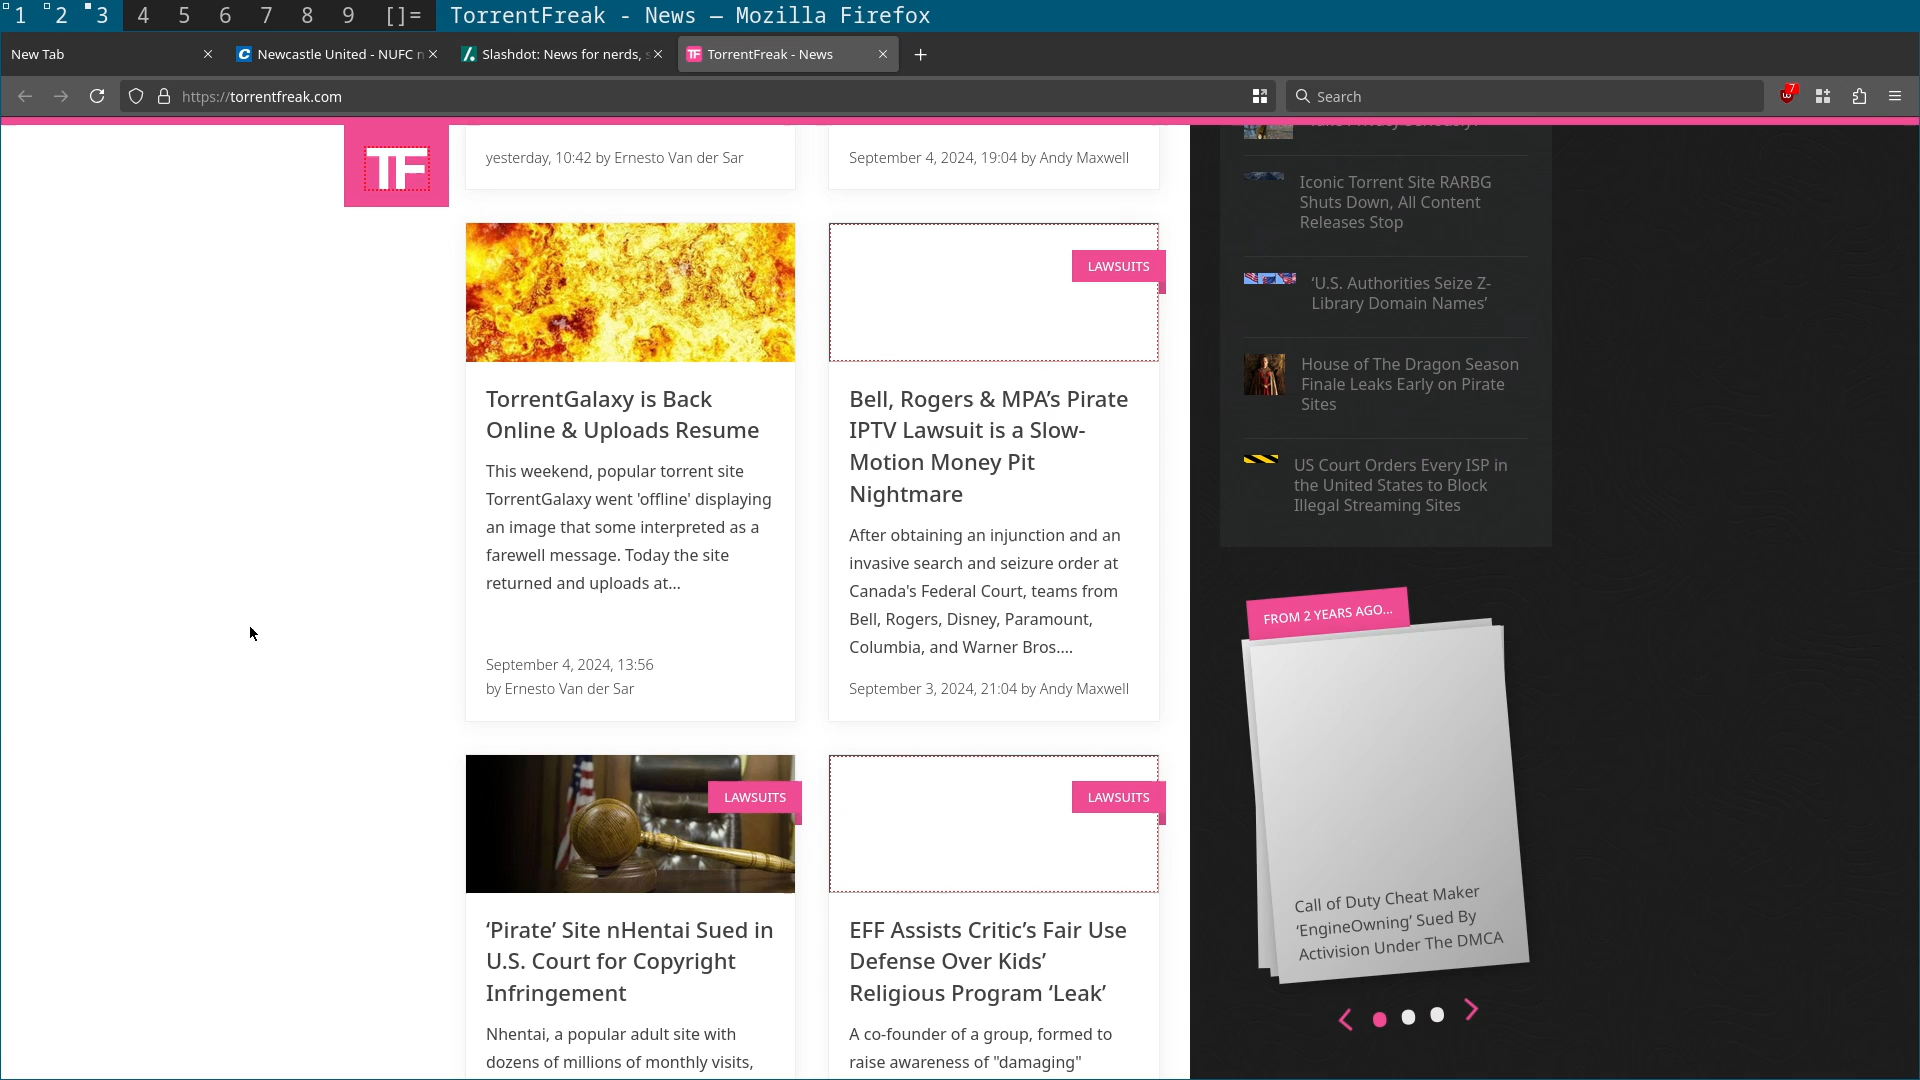 1 2 3 4 5 6 7 8 9 []= TorrentFreak - News — Mozilla Firefox
New Tab
Newcastle United - NUFC n
Slashdot: News for nerds, s
TF TorrentFreak - News
https://torrentfreak.com
Search
7
TF
yesterday, 10:42 by Ernesto Van der Sar
September 4, 2024, 19:04 by Andy Maxwell
TorrentGalaxy is Back
Online & Uploads Resume
This weekend, popular torrent site
TorrentGalaxy went 'offline' displaying
an image that some interpreted as a
farewell message. Today the site
returned and uploads at...
September 4, 2024, 13:56
by Ernesto Van der Sar
LAWSUITS
Bell, Rogers & MPA’s Pirate
IPTV Lawsuit is a Slow-
Motion Money Pit
Nightmare
After obtaining an injunction and an
invasive search and seizure order at
Canada's Federal Court, teams from
Bell, Rogers, Disney, Paramount,
Columbia, and Warner Bros....
September 3, 2024, 21:04 by Andy Maxwell
LAWSUITS
‘Pirate’ Site nHentai Sued in
U.S. Court for Copyright
Infringement
Nhentai, a popular adult site with
dozens of millions of monthly visits,
LAWSUITS
EFF Assists Critic’s Fair Use
Defense Over Kids’
Religious Program ‘Leak’
A co-founder of a group, formed to
raise awareness of "damaging"
Iconic Torrent Site RARBG
Shuts Down, All Content
Releases Stop
‘U.S. Authorities Seize Z-
Library Domain Names’
House of The Dragon Season
Finale Leaks Early on Pirate
Sites
US Court Orders Every ISP in
the United States to Block
Illegal Streaming Sites
FROM 2 YEARS AGO...
Call of Duty Cheat Maker
‘EngineOwning’ Sued By
Activision Under The DMCA